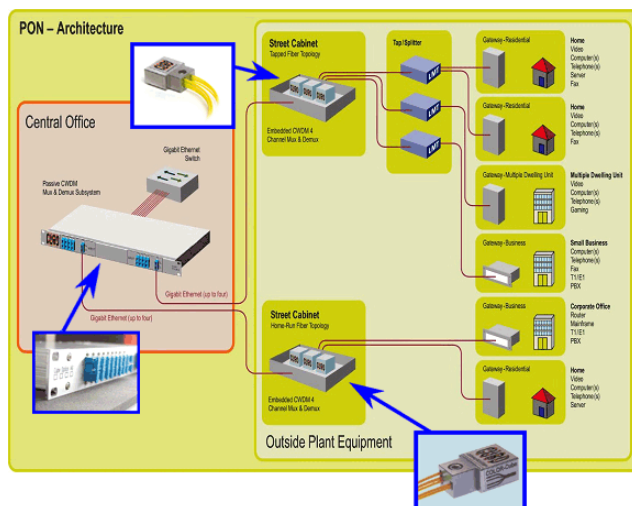 PON – Architecture
Central Office
Gigabit Ethernet
Switch
Passive CWDM
Mux & Demux Subsystem
Gigabit Ethernet (up to four)
Gigabit Ethernet (up to four)
Street Cabinet
Tapped Fiber Topology
Embedded CWDM 4
Channel Mux & Demux
Tap/Splitter
LMIT
LMIT
LMIT
Gateway-Residential
Home
Video
Computer(s)
Telephone(s)
Server
Fax
Gateway-Residential
Home
Video
Computer(s)
Telephone(s)
Fax
Gateway-Multiple Dwelling Unit
Multiple Dwelling Unit
Video
Computer(s)
Telephone(s)
Gaming
Gateway-Business
Small Business
Computer(s)
Telephone(s)
Fax
T1/E1
PBX
Street Cabinet
Home-Run Fiber Topology
Embedded CWDM 4
Channel Mux & Demux
Gateway-Business
Corporate Office
Router
Mainframe
T1/E1
PBX
Gateway-Residential
Home
Video
Computer(s)
Telephone(s)
Server
Outside Plant Equipment